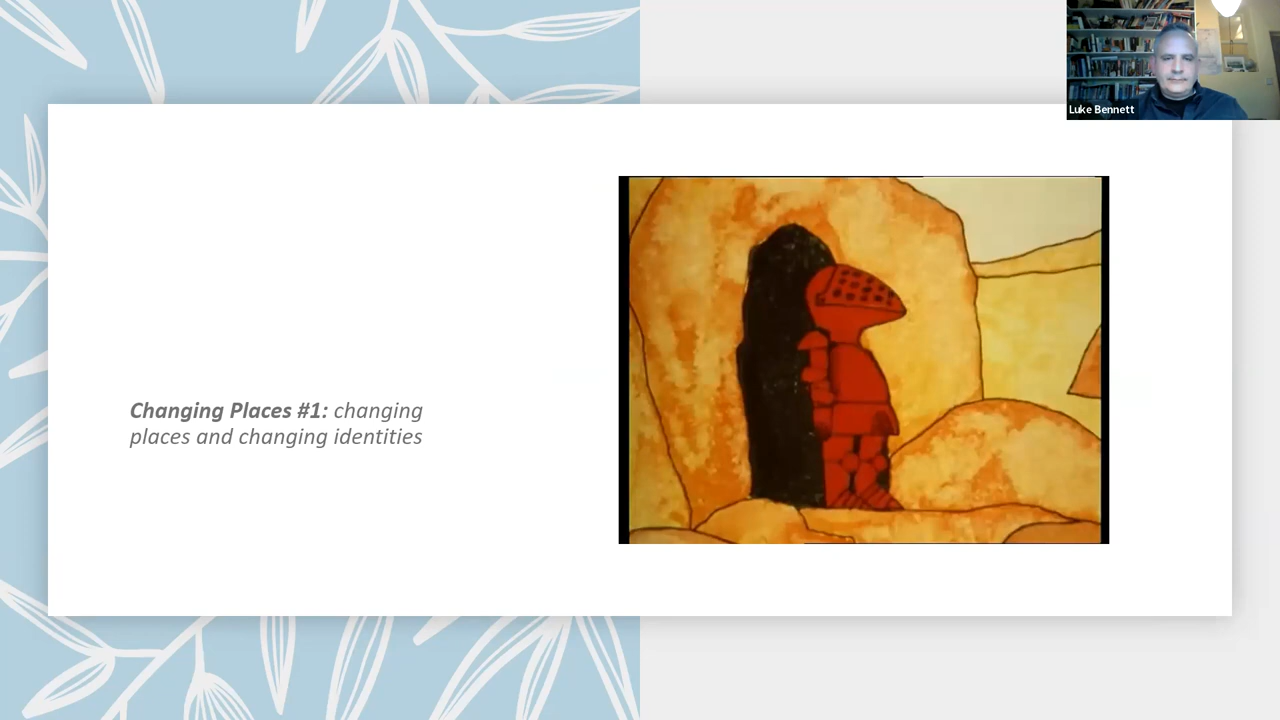 Luke Bennett
Changing Places #1: changing
places and changing identities